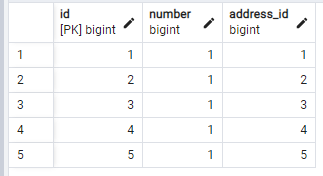 id number address_id
[PK] bigint bigint bigint
1 1 1 1
2 2 1 2
3 3 1 3
4 4 1 4
5 5 1 5